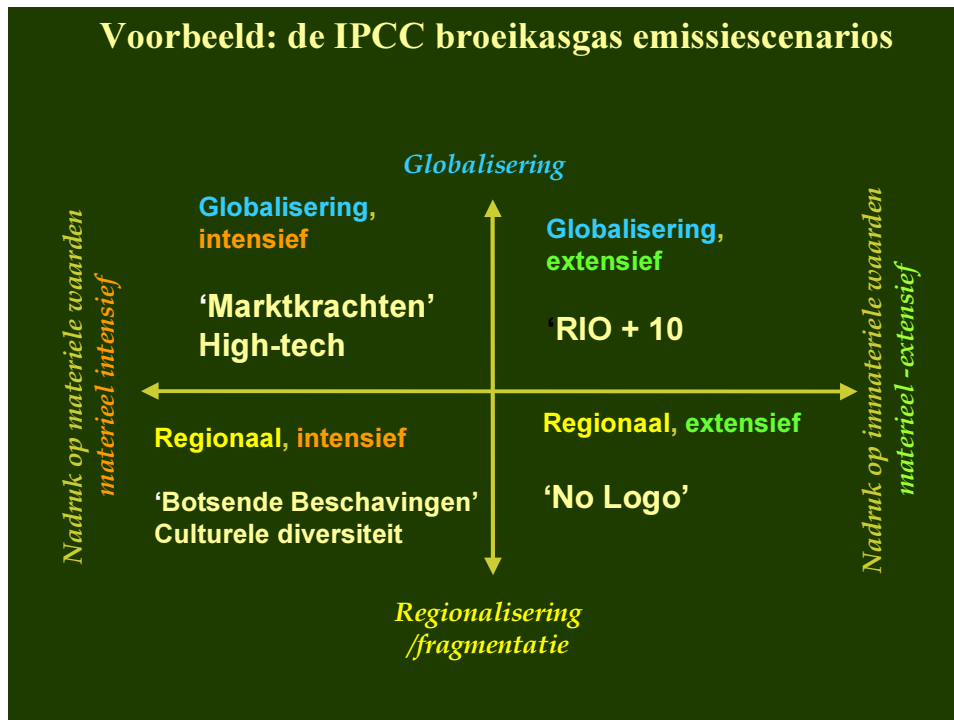 Voorbeeld: de IPCC broeikasgas emissiescenarios
Globalisering
Globalisering,
intensief
‘Marktkrachten’
High-tech
Globalisering,
extensief
‘RIO + 10
Nadruk op materiele waarden
materieel intensief
Nadruk op immateriele waarden
materieel -extensief
Regionaal, intensief
‘Botsende Beschavingen’
Culturele diversiteit
Regionaal, extensief
‘No Logo’
Regionalisering
/fragmentatie